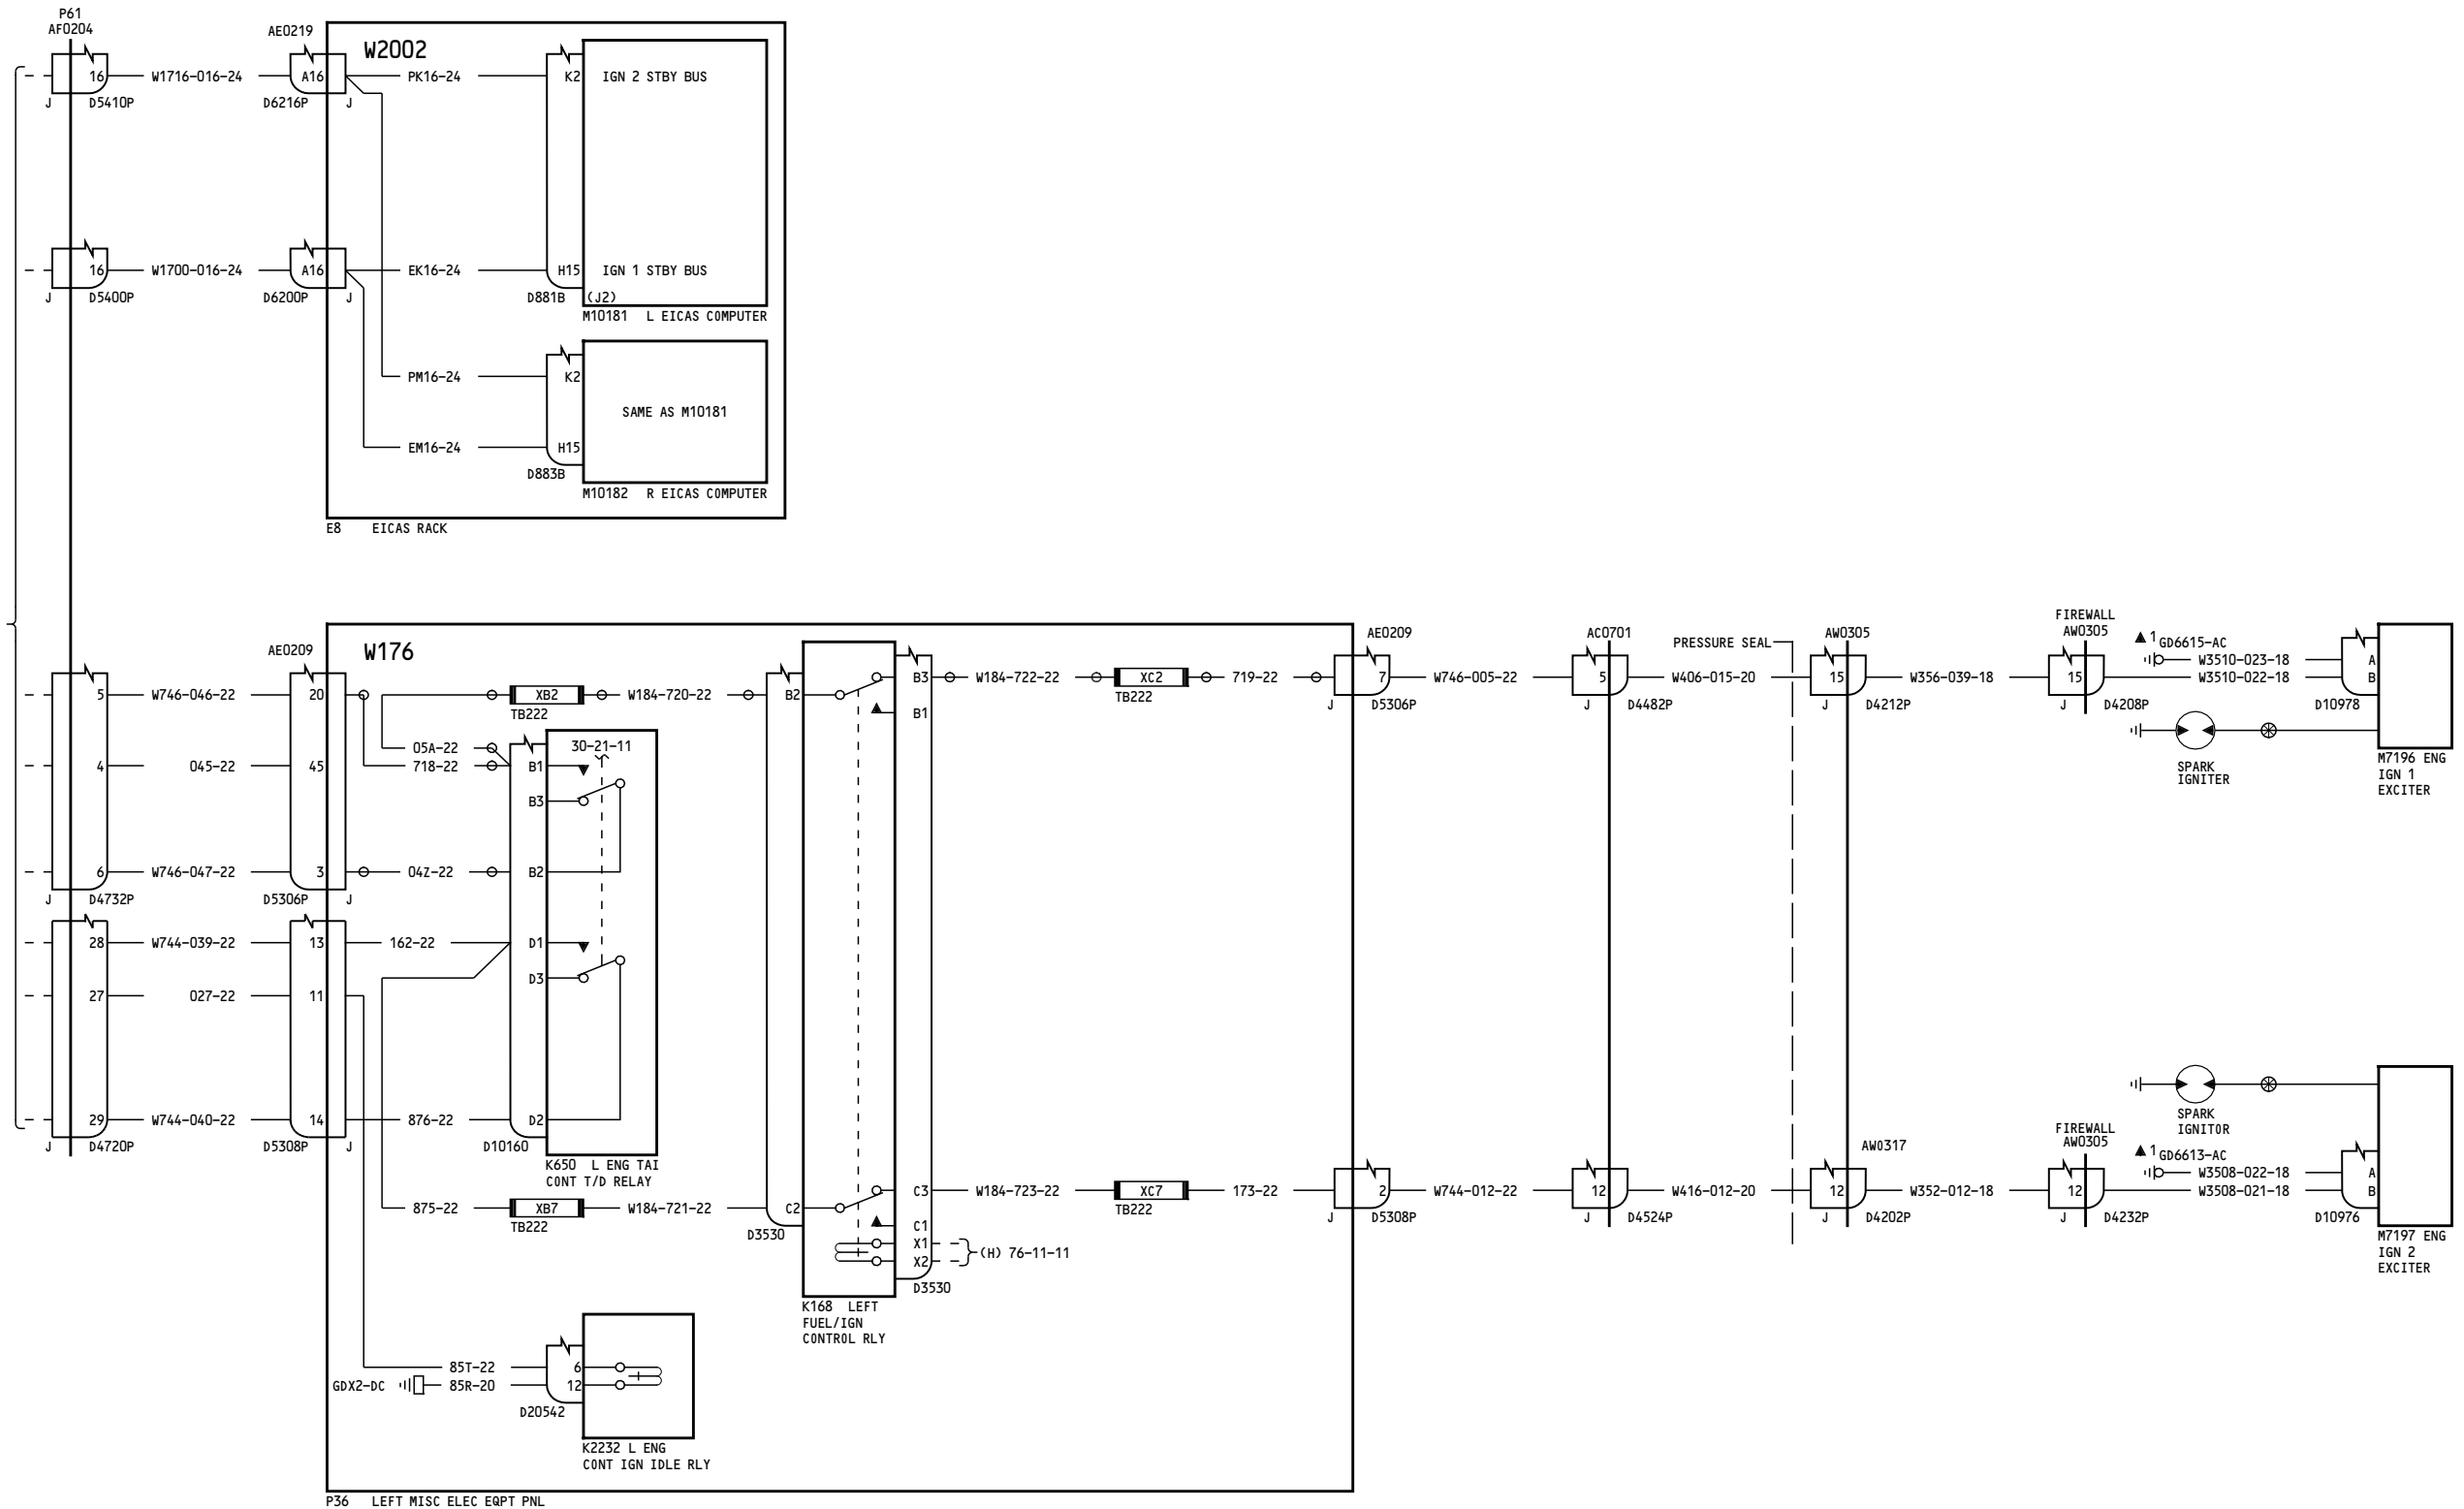 P61
AF0204
AE0219
W2002
16 W1716-016-24 A16 PK16-24 K2 IGN 2 STBY BUS
J D5410P D6216P J
16 W1700-016-24 A16 EK16-24 H15 IGN 1 STBY BUS
J D5400P D6200P J D881B (J2)
M10181 L EICAS COMPUTER
PM16-24 K2
SAME AS M10181
EM16-24 H15
D883B
M10182 R EICAS COMPUTER
E8 EICAS RACK
AE0209
W176
5 W746-046-22 20 XB2 W184-720-22 B2
TB222
05A-22 30-21-11
4 045-22 45 718-22 B1
B3
6 W746-047-22 3 04Z-22 B2
J D4732P D5306P J
28 W744-039-22 13 162-22 D1
D3
27 027-22 11
29 W744-040-22 14 876-22 D2
J D4720P D5308P J D10160
K650 L ENG TAI
CONT T/D RELAY
875-22 XB7 W184-721-22 C2
TB222
D3530
B3 W184-722-22 XC2 719-22
TB222
B1
C3 W184-723-22 XC7 173-22
TB222
C1
X1
X2
(H) 76-11-11
D3530
K168 LEFT
FUEL/IGN
CONTROL RLY
85T-22 6
GDX2-DC 85R-20 12
D20542
K2232 L ENG
CONT IGN IDLE RLY
P36 LEFT MISC ELEC EQPT PNL
AE0209
AC0701
PRESSURE SEAL
AW0305
FIREWALL
AW0305
1
GD6615-AC
W3510-023-18 A
7 W746-005-22 5 W406-015-20 15 W356-039-18 15 W3510-022-18 B
J D5306P J D4482P J D4212P J D4208P D10978
SPARK
IGNITER
M7196 ENG
IGN 1
EXCITER
SPARK
IGNITOR
AW0317
FIREWALL
AW0305
1
GD6613-AC
W3508-022-18 A
2 W744-012-22 12 W416-012-20 12 W352-012-18 12 W3508-021-18 B
J D5308P J D4524P J D4202P J D4232P D10976
M7197 ENG
IGN 2
EXCITER